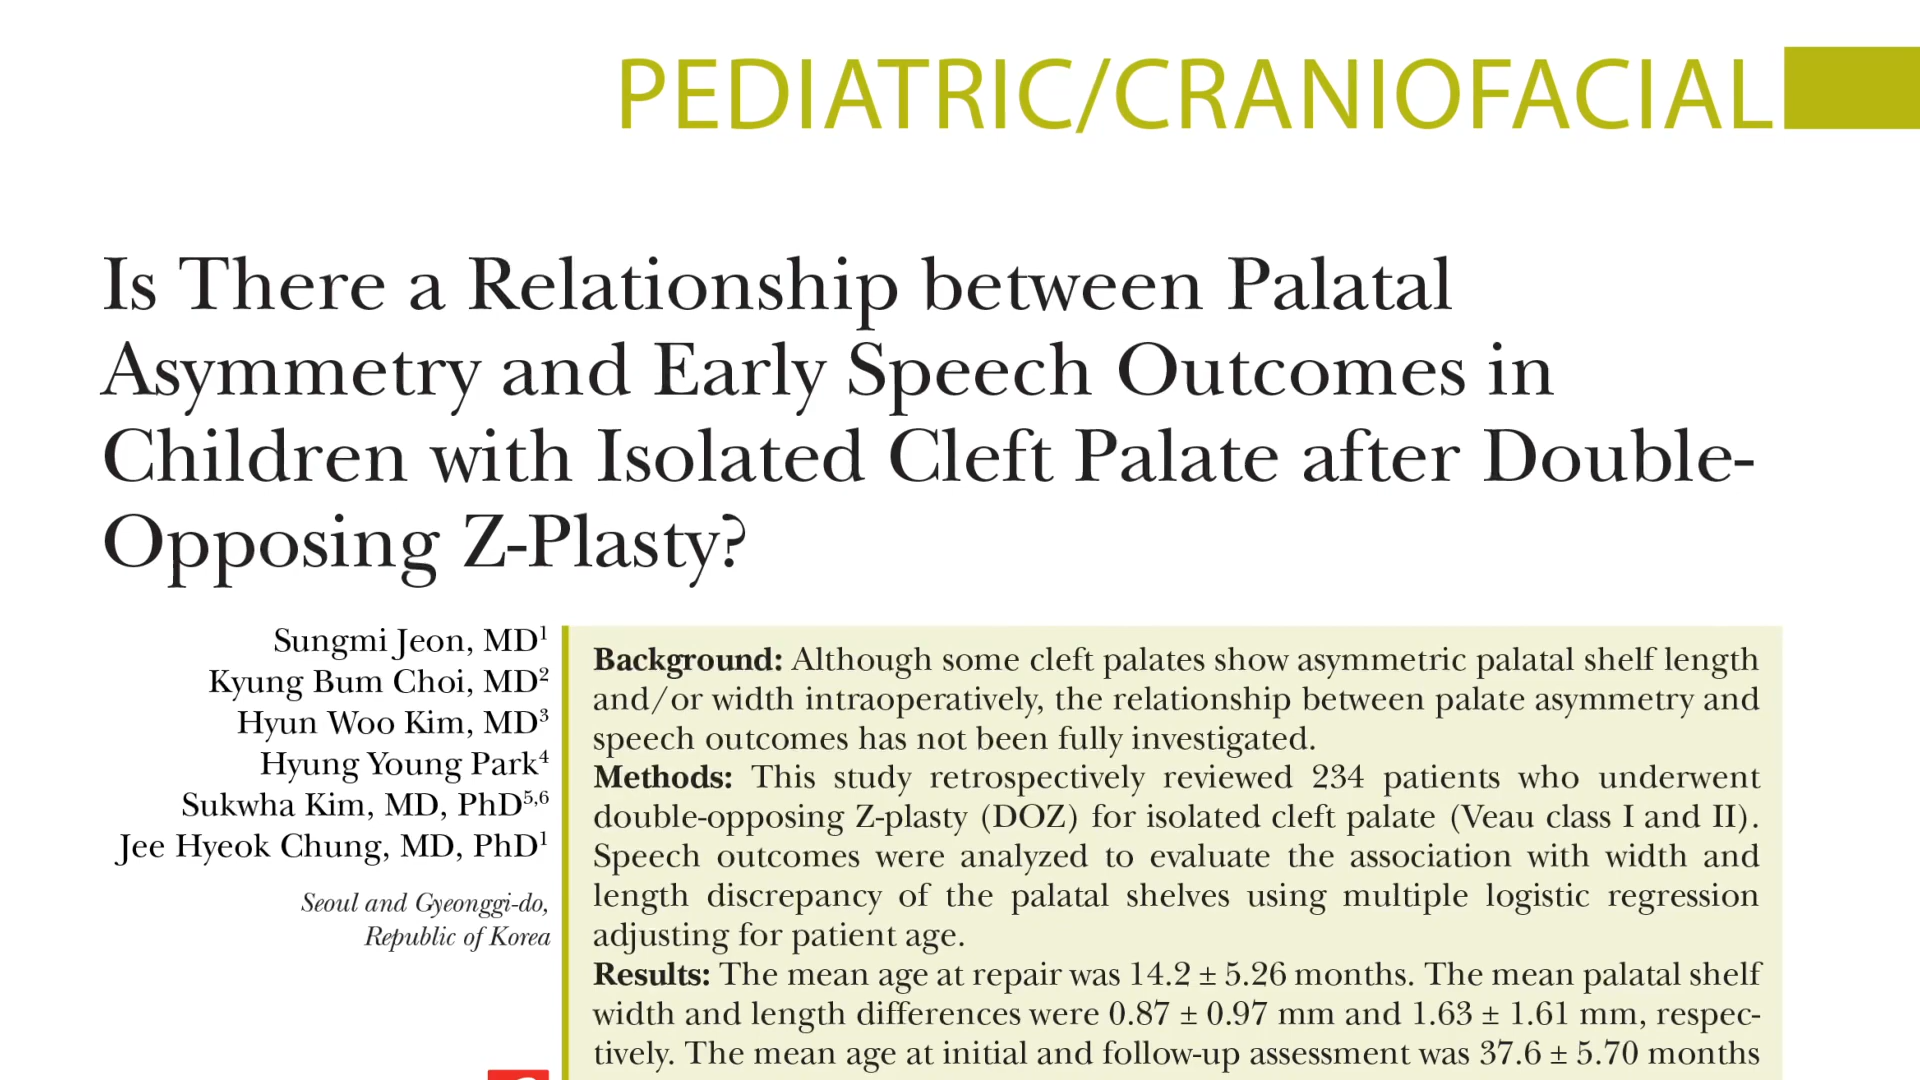 PEDIATRIC/CRANIOFACIAL
Is There a Relationship between Palatal
Asymmetry and Early Speech Outcomes in
Children with Isolated Cleft Palate after Double-
Opposing Z-Plasty?
Sungmi Jeon, MD¹
Kyung Bum Choi, MD²
Hyun Woo Kim, MD³
Hyung Young Park⁴
Sukwha Kim, MD, PhD⁵,⁶
Jee Hyeok Chung, MD, PhD¹
Seoul and Gyeonggi-do,
Republic of Korea
Background: Although some cleft palates show asymmetric palatal shelf length
and/or width intraoperatively, the relationship between palate asymmetry and
speech outcomes has not been fully investigated.
Methods: This study retrospectively reviewed 234 patients who underwent
double-opposing Z-plasty (DOZ) for isolated cleft palate (Veau class I and II).
Speech outcomes were analyzed to evaluate the association with width and
length discrepancy of the palatal shelves using multiple logistic regression
adjusting for patient age.
Results: The mean age at repair was 14.2 ± 5.26 months. The mean palatal shelf
width and length differences were 0.87 ± 0.97 mm and 1.63 ± 1.61 mm, respec-
tively. The mean age at initial and follow-up assessment was 37.6 ± 5.70 months